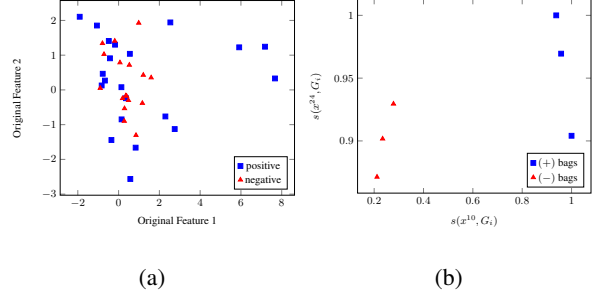 2
1
0
−1
−2
−3
−2
0
2
4
6
8
Original Feature 2
Original Feature 1
positive
negative
(a)
1
0.95
0.9
0.2
0.4
0.6
0.8
1
s(x^{24}, G_i)
s(x^{10}, G_i)
(+) bags
(−) bags
(b)